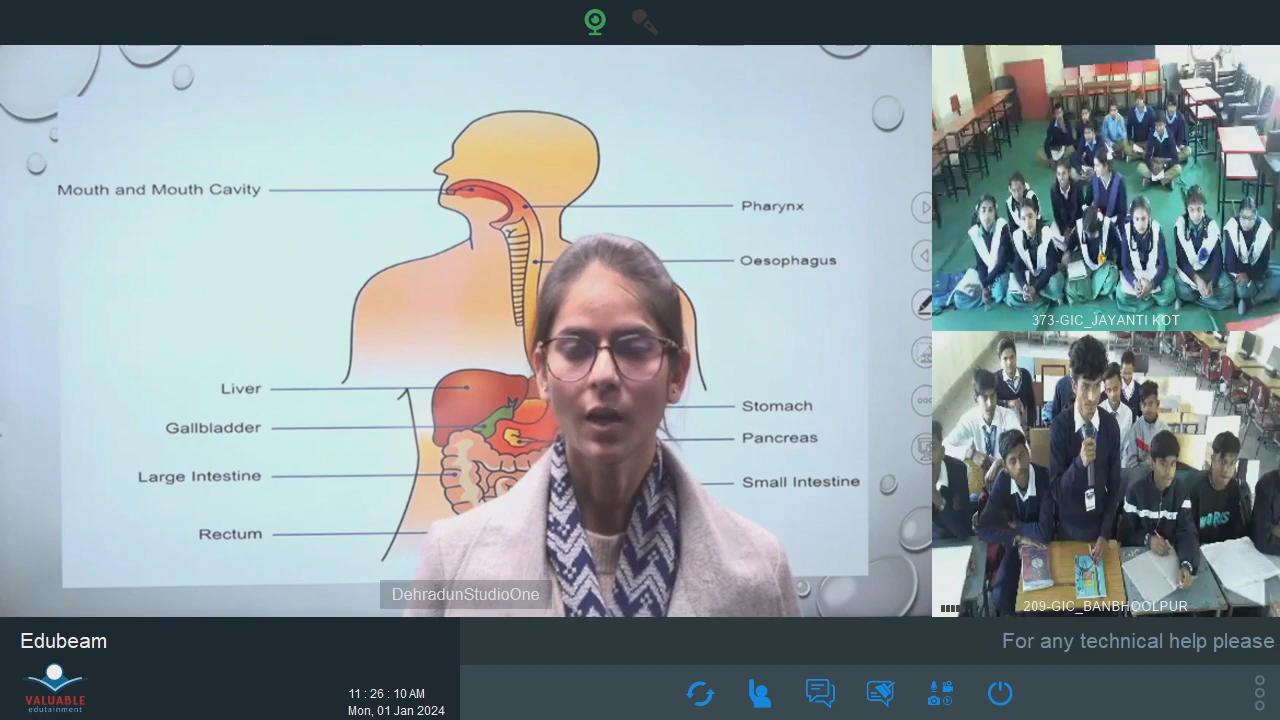 Mouth and Mouth Cavity
Pharynx
Oesophagus
Liver
Stomach
Gallbladder
Pancreas
Large Intestine
Small Intestine
Rectum
DehradunStudioOne
373-GIC_JAYANTI KOT
WORLS
209-GIC_BANBHOOLPUR
Edubeam
For any technical help please
VALUABLE
edutainment
11 : 26 : 10 AM
Mon, 01 Jan 2024